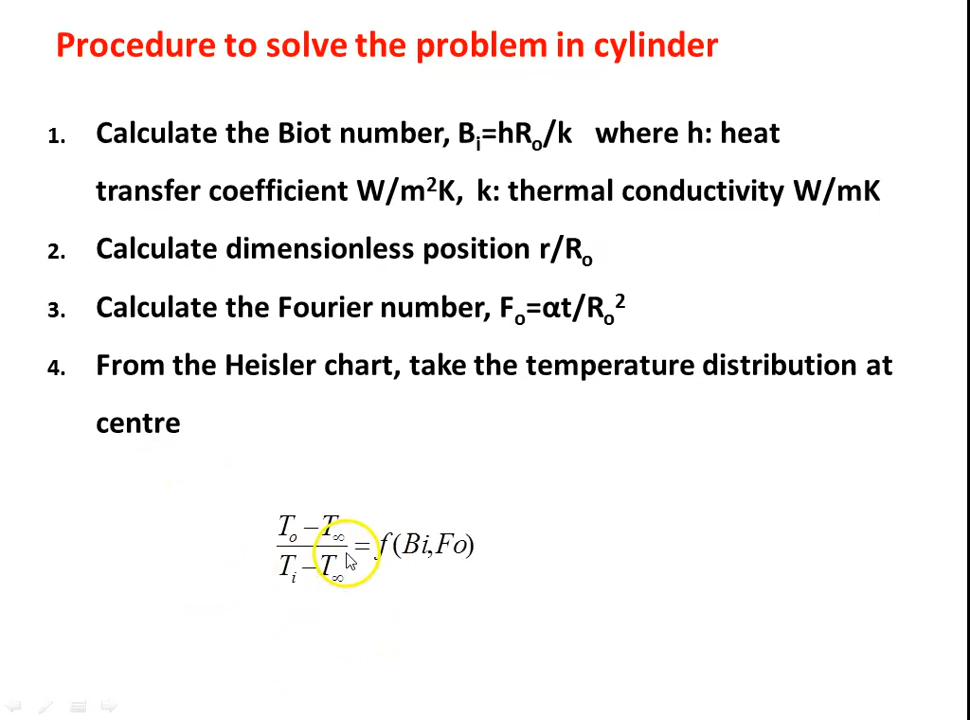 Procedure to solve the problem in cylinder
1. Calculate the Biot number, Bᵢ=hRₒ/k where h: heat
transfer coefficient W/m²K, k: thermal conductivity W/mK
2. Calculate dimensionless position r/Rₒ
3. Calculate the Fourier number, Fₒ=αt/Rₒ²
4. From the Heisler chart, take the temperature distribution at
centre
Tₒ – T∞
Tᵢ – T∞ = f(Bi,Fo)